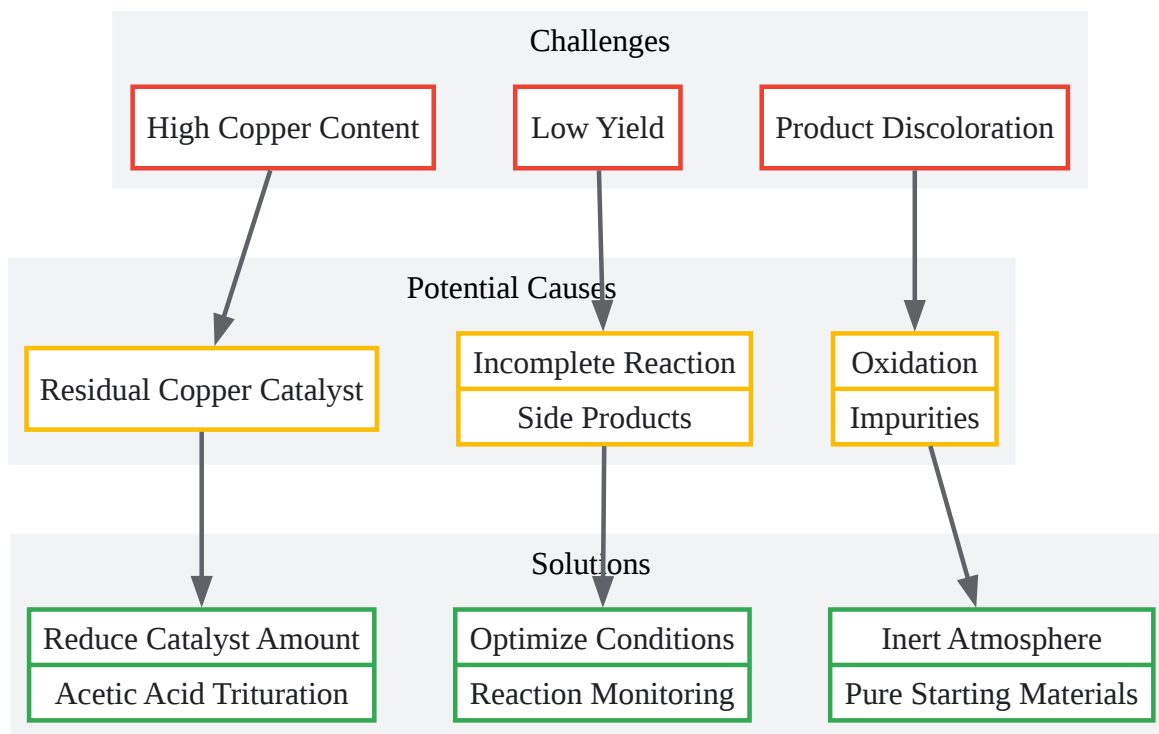 Challenges
High Copper Content
Low Yield
Product Discoloration
Potential Causes
Residual Copper Catalyst
Incomplete Reaction
Side Products
Oxidation
Impurities
Solutions
Reduce Catalyst Amount
Acetic Acid Trituration
Optimize Conditions
Reaction Monitoring
Inert Atmosphere
Pure Starting Materials